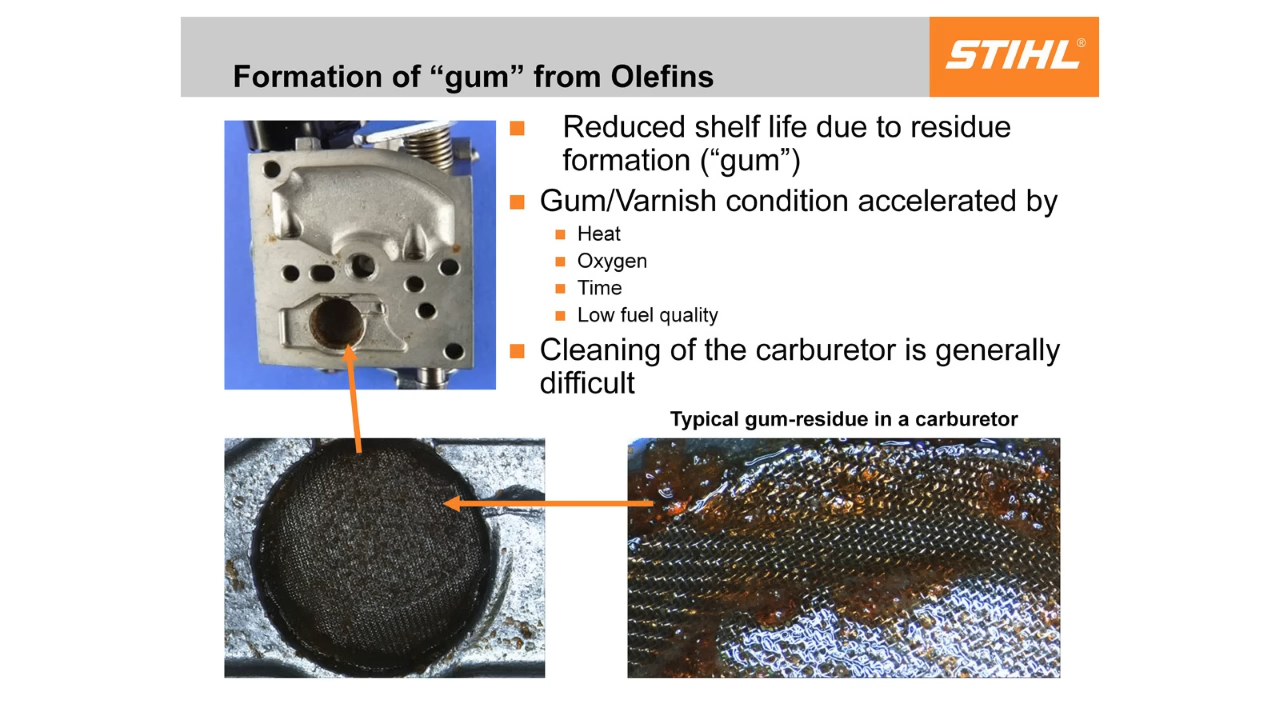 STIHL®
Formation of “gum” from Olefins
Reduced shelf life due to residue
formation (“gum”)
Gum/Varnish condition accelerated by
Heat
Oxygen
Time
Low fuel quality
Cleaning of the carburetor is generally
difficult
Typical gum-residue in a carburetor